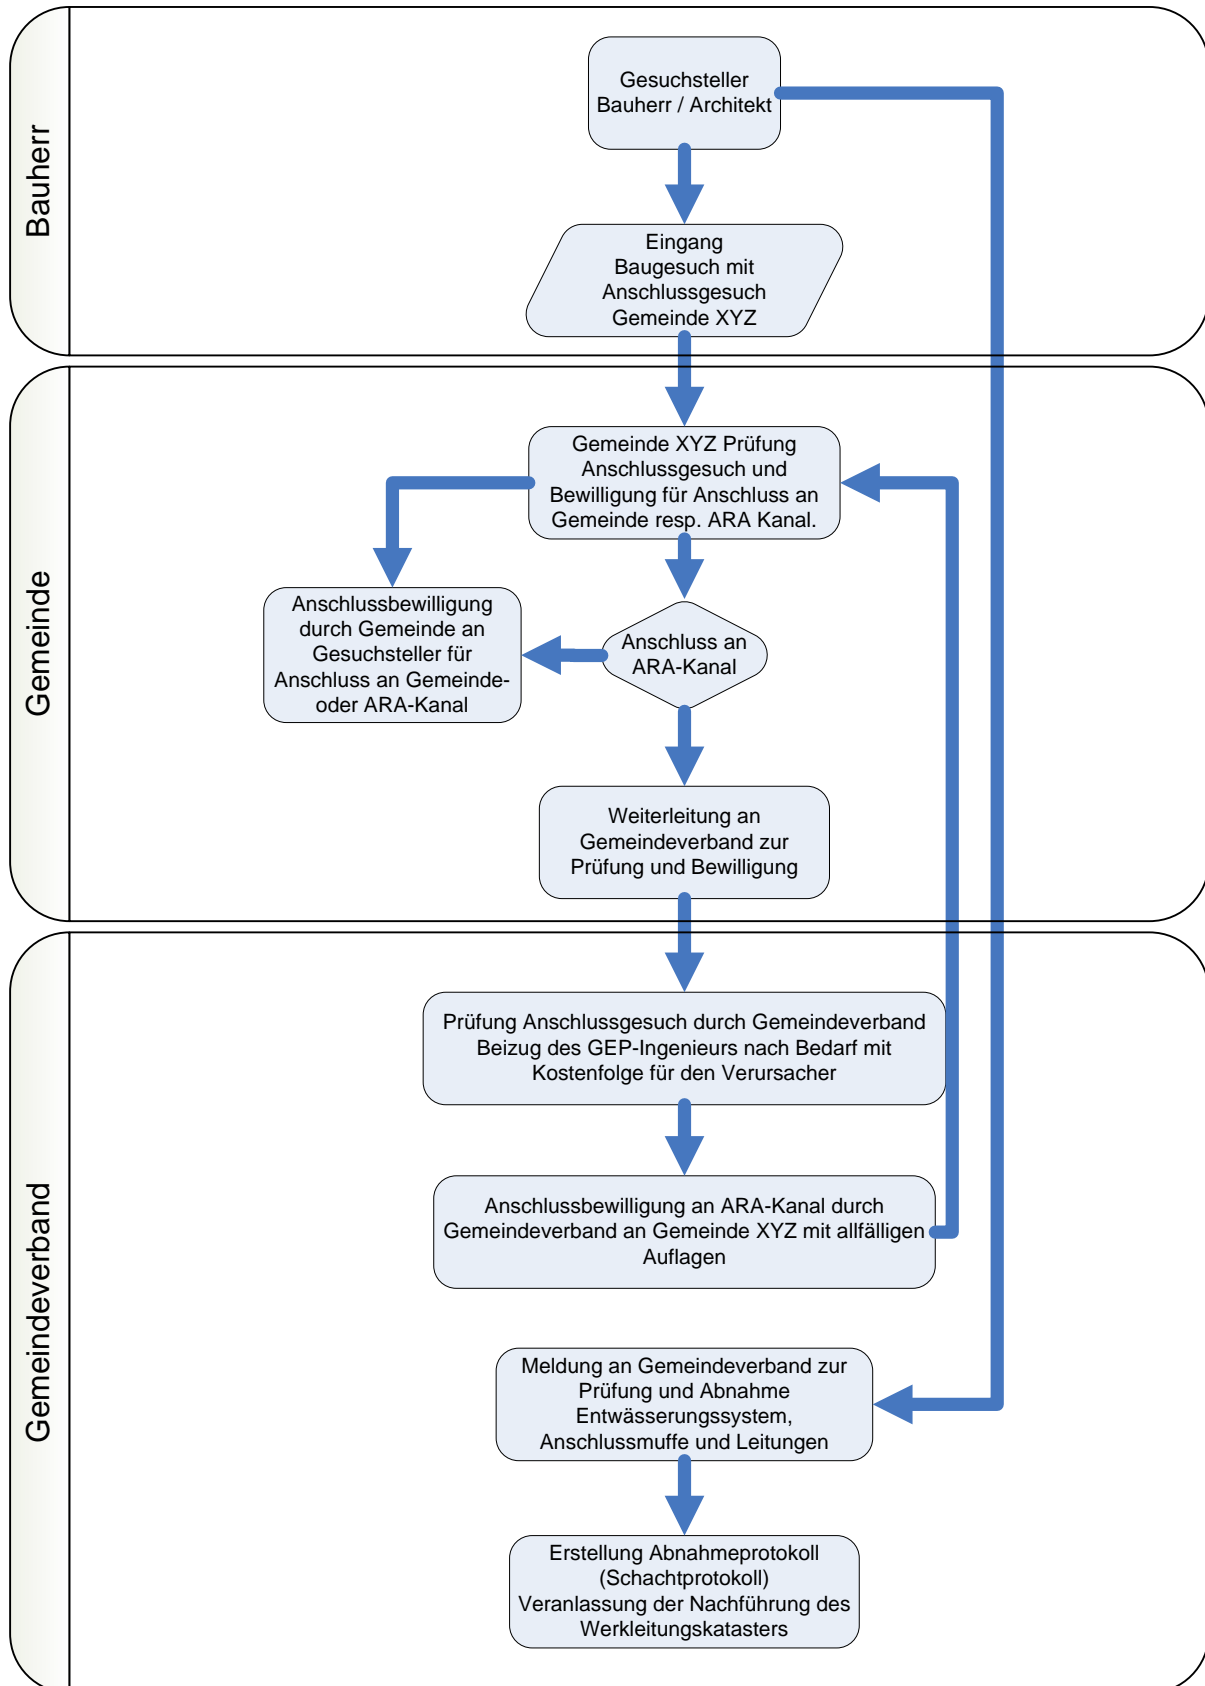 Bauherr
Gesuchsteller
Bauherr / Architekt
Eingang
Baugesuch mit
Anschlussgesuch
Gemeinde XYZ
Gemeinde
Gemeinde XYZ Prüfung
Anschlussgesuch und
Bewilligung für Anschluss an
Gemeinde resp. ARA Kanal.
Anschlussbewilligung
durch Gemeinde an
Gesuchsteller für
Anschluss an Gemeinde-
oder ARA-Kanal
Anschluss an
ARA-Kanal
Weiterleitung an
Gemeindeverband zur
Prüfung und Bewilligung
Gemeindeverband
Prüfung Anschlussgesuch durch Gemeindeverband
Beizug des GEP-Ingenieurs nach Bedarf mit
Kostenfolge für den Verursacher
Anschlussbewilligung an ARA-Kanal durch
Gemeindeverband an Gemeinde XYZ mit allfälligen
Auflagen
Meldung an Gemeindeverband zur
Prüfung und Abnahme
Entwässerungssystem,
Anschlussmuffe und Leitungen
Erstellung Abnahmeprotokoll
(Schachtprotokoll)
Veranlassung der Nachführung des
Werkleitungskatasters